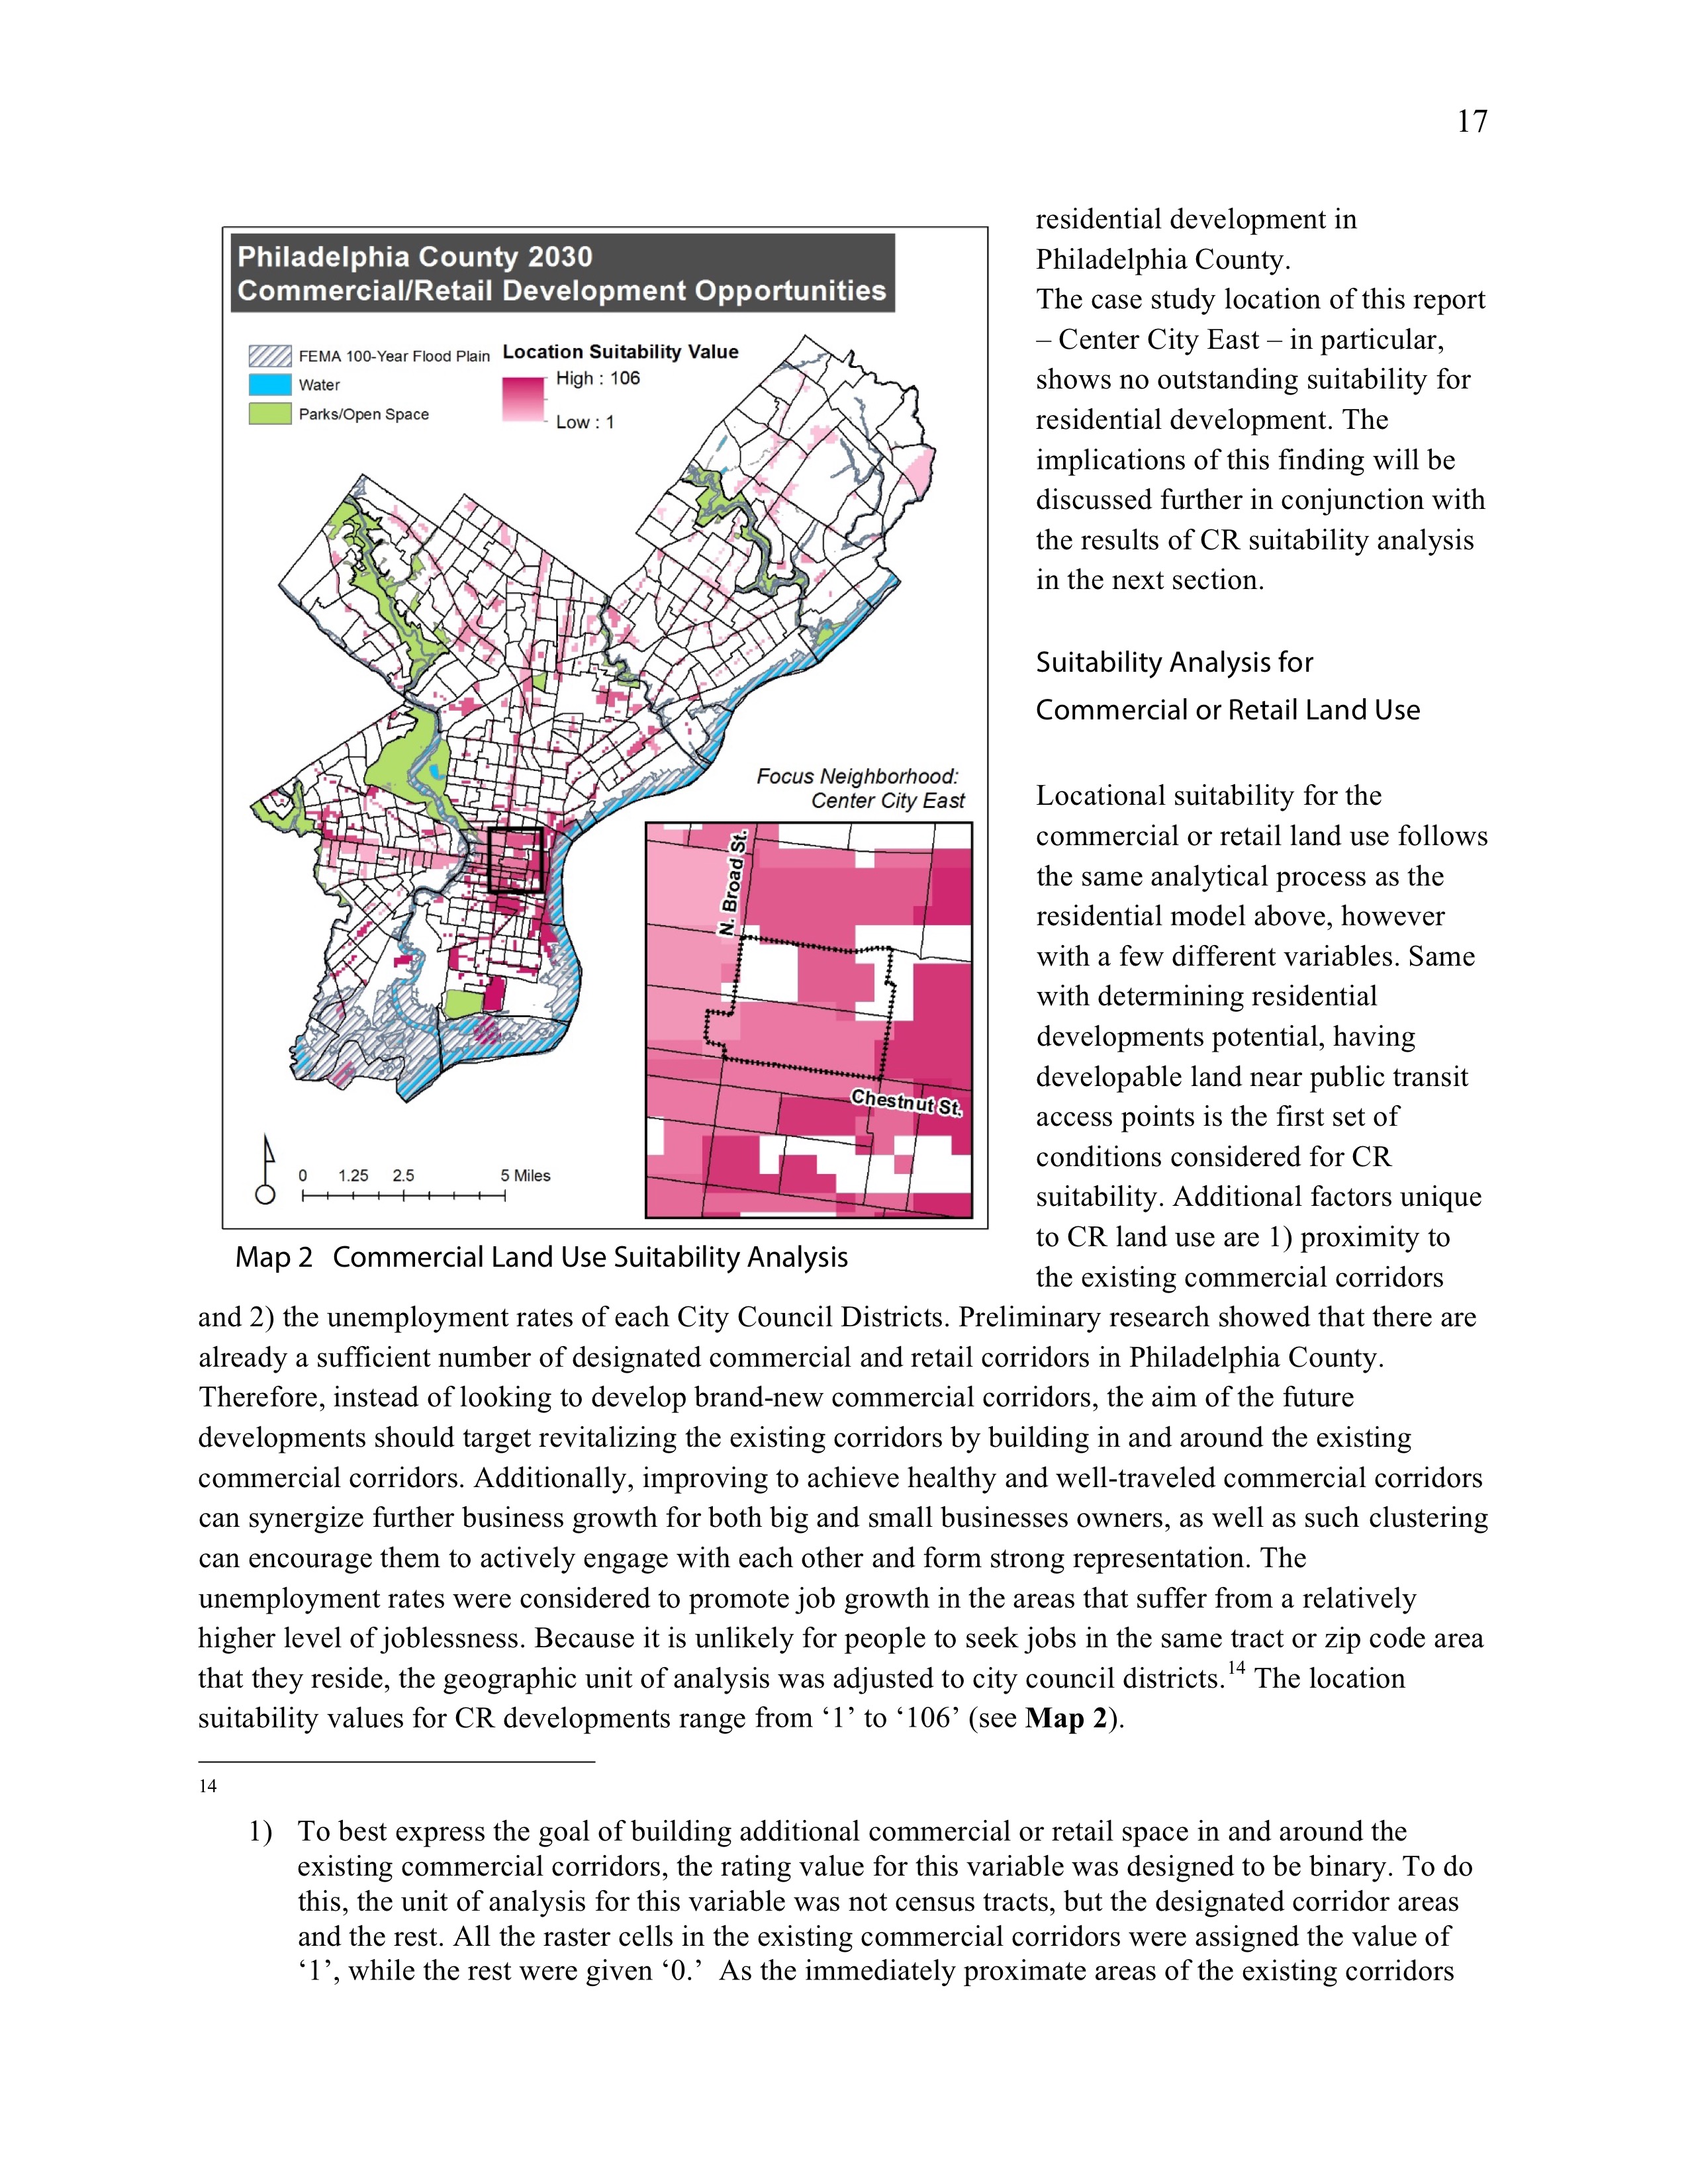 17
Philadelphia County 2030
Commercial/Retail Development Opportunities
FEMA 100-Year Flood Plain
Water
Parks/Open Space
Location Suitability Value
High : 106
Low : 1
Focus Neighborhood:
Center City East
N. Broad St.
Chestnut St.
0 1.25 2.5 5 Miles
Map 2 Commercial Land Use Suitability Analysis
residential development in
Philadelphia County.
The case study location of this report
– Center City East – in particular,
shows no outstanding suitability for
residential development. The
implications of this finding will be
discussed further in conjunction with
the results of CR suitability analysis
in the next section.
Suitability Analysis for
Commercial or Retail Land Use
Locational suitability for the
commercial or retail land use follows
the same analytical process as the
residential model above, however
with a few different variables. Same
with determining residential
developments potential, having
developable land near public transit
access points is the first set of
conditions considered for CR
suitability. Additional factors unique
to CR land use are 1) proximity to
the existing commercial corridors
and 2) the unemployment rates of each City Council Districts. Preliminary research showed that there are
already a sufficient number of designated commercial and retail corridors in Philadelphia County.
Therefore, instead of looking to develop brand-new commercial corridors, the aim of the future
developments should target revitalizing the existing corridors by building in and around the existing
commercial corridors. Additionally, improving to achieve healthy and well-traveled commercial corridors
can synergize further business growth for both big and small businesses owners, as well as such clustering
can encourage them to actively engage with each other and form strong representation. The
unemployment rates were considered to promote job growth in the areas that suffer from a relatively
higher level of joblessness. Because it is unlikely for people to seek jobs in the same tract or zip code area
that they reside, the geographic unit of analysis was adjusted to city council districts.14 The location
suitability values for CR developments range from ‘1’ to ‘106’ (see Map 2).
14
1) To best express the goal of building additional commercial or retail space in and around the
existing commercial corridors, the rating value for this variable was designed to be binary. To do
this, the unit of analysis for this variable was not census tracts, but the designated corridor areas
and the rest. All the raster cells in the existing commercial corridors were assigned the value of
‘1’, while the rest were given ‘0.’ As the immediately proximate areas of the existing corridors